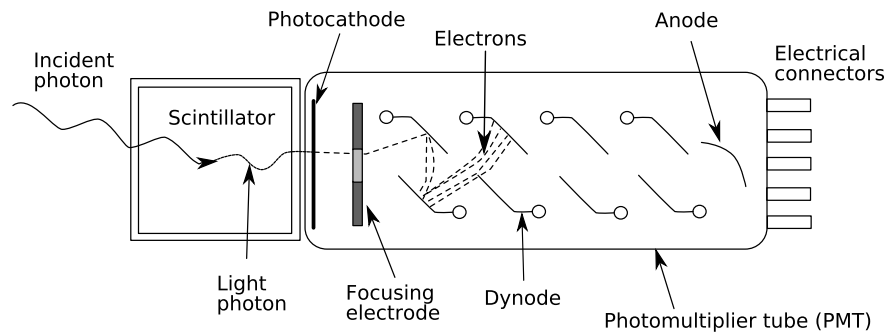 Photocathode
Electrons
Anode
Incident
photon
Electrical
connectors
Scintillator
Light
photon
Focusing
electrode
Dynode
Photomultiplier tube (PMT)